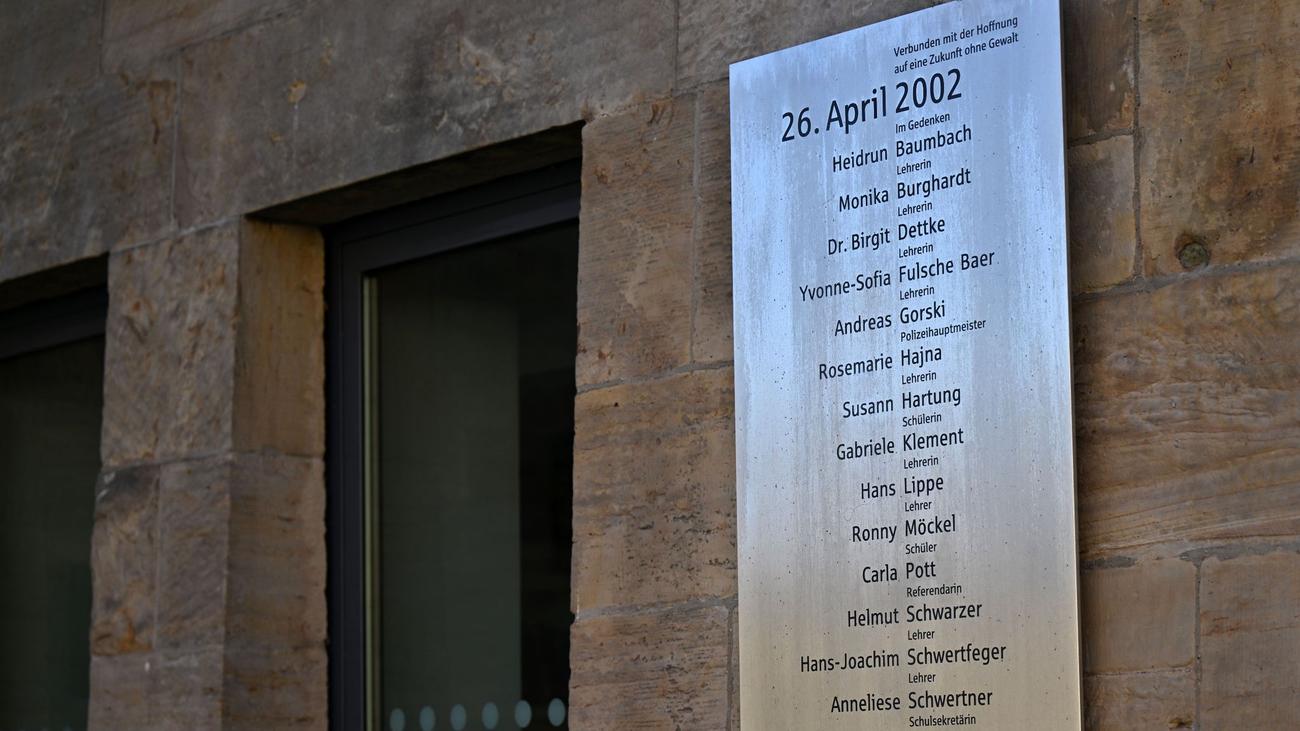 Verbunden mit der Hoffnung
auf eine Zukunft ohne Gewalt
26. April 2002
Im Gedenken
Heidrun Baumbach
Lehrerin
Monika Burghardt
Lehrerin
Dr. Birgit Dettke
Lehrerin
Yvonne-Sofia Fulsche Baer
Lehrerin
Andreas Gorski
Polizeihauptmeister
Rosemarie Hajna
Lehrerin
Susann Hartung
Schülerin
Gabriele Klement
Lehrerin
Hans Lippe
Lehrer
Ronny Möckel
Schüler
Carla Pott
Referendarin
Helmut Schwarzer
Lehrer
Hans-Joachim Schwertfeger
Lehrer
Anneliese Schwertner
Schulsekretärin